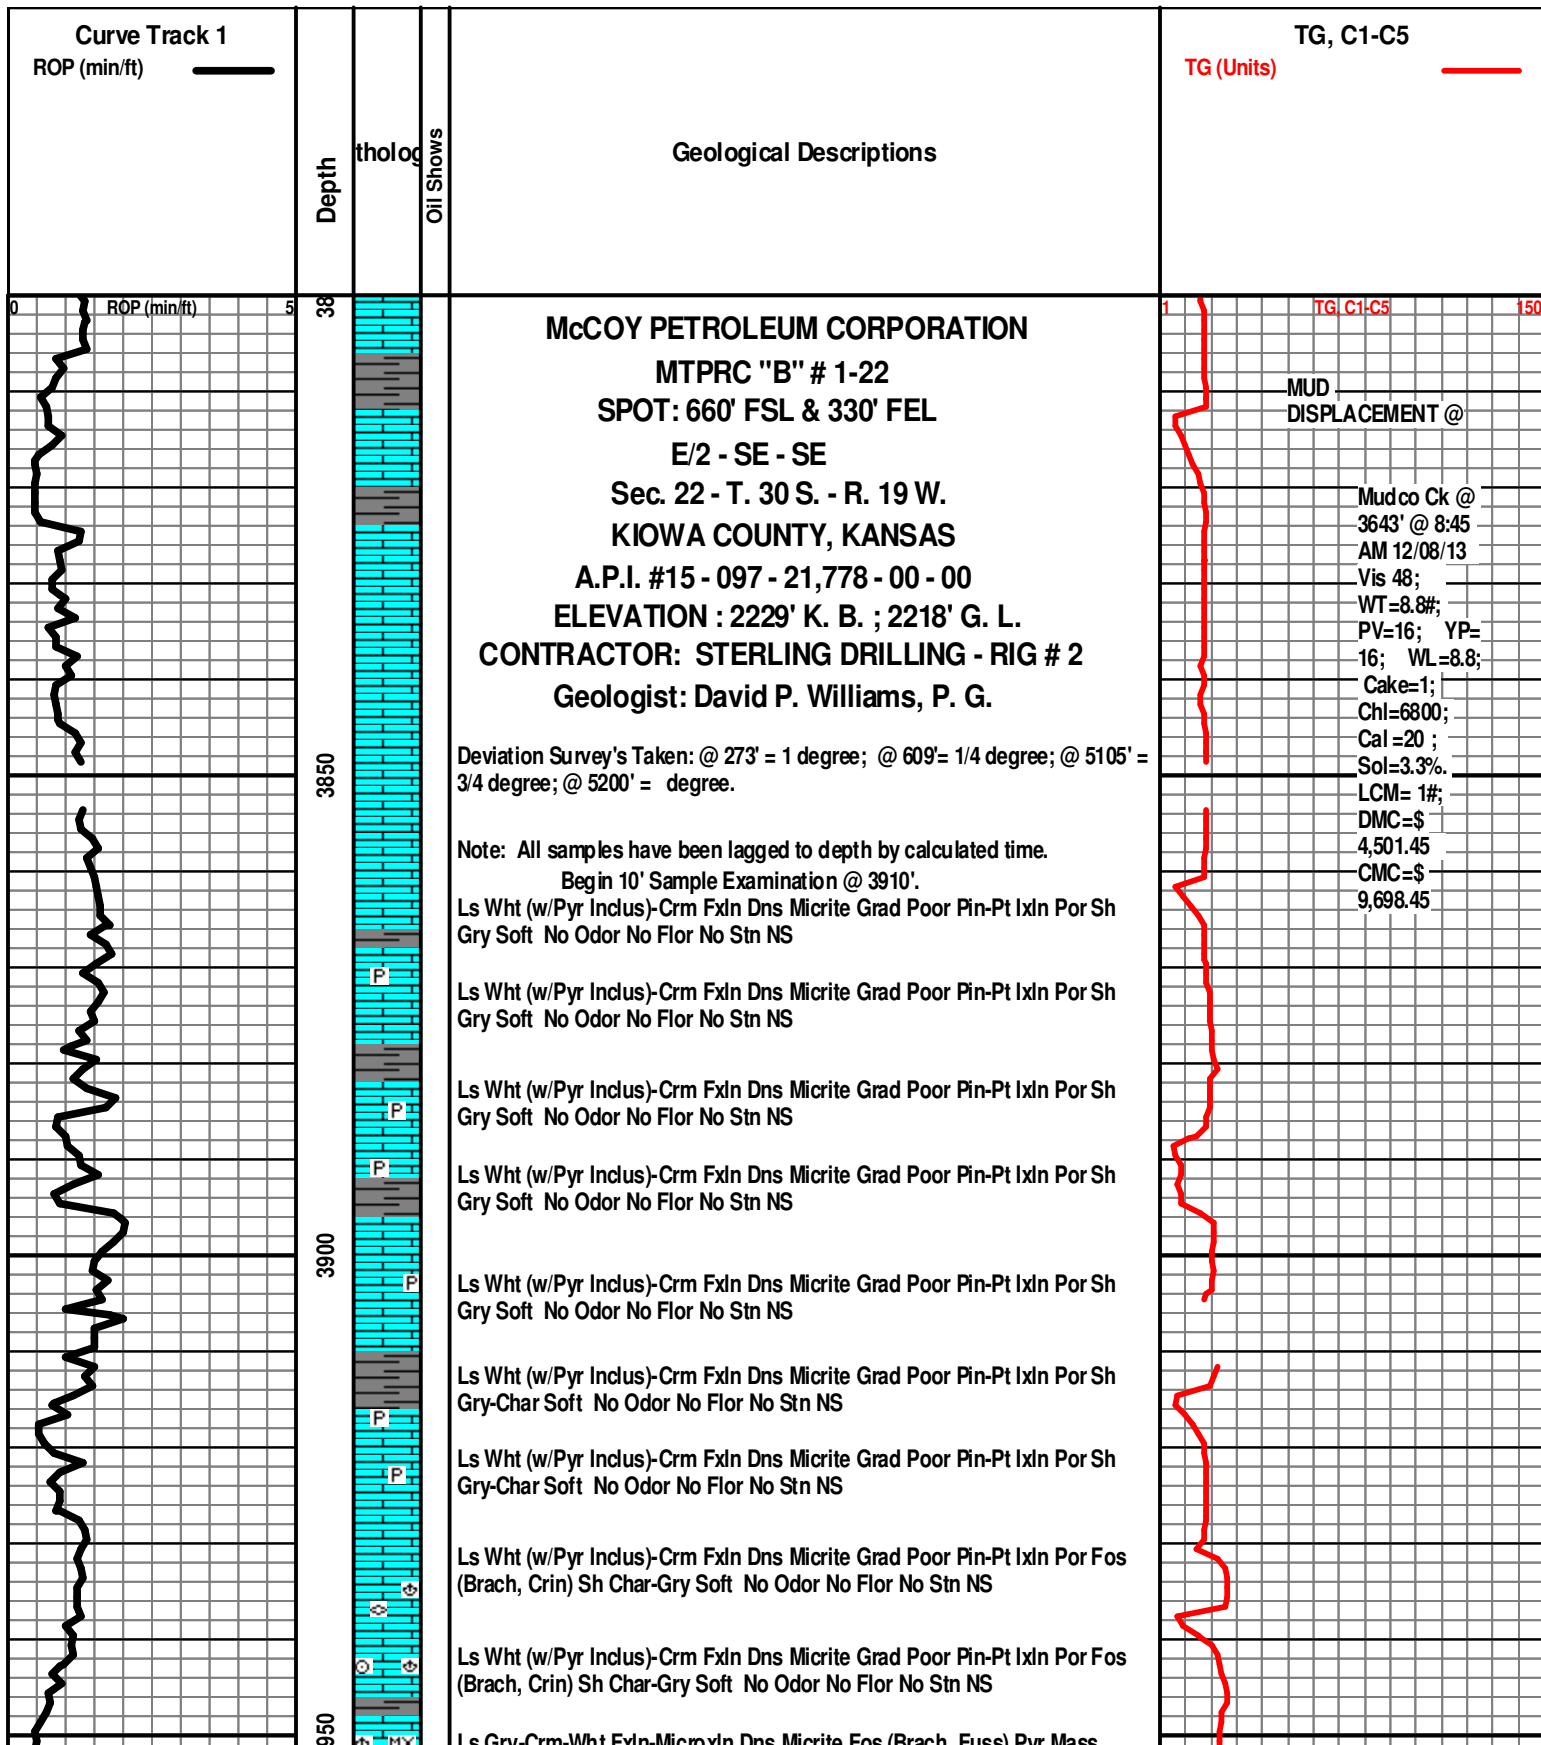 Curve Track 1
ROP (min/ft)
Depth
tholog
Oil Shows
Geological Descriptions
TG, C1-C5
TG (Units)
0 ROP (min/ft) 5
38
1 TG, C1-C5 150
McCOY PETROLEUM CORPORATION
MTPRC "B" # 1-22
SPOT: 660' FSL & 330' FEL
E/2 - SE - SE
Sec. 22 - T. 30 S. - R. 19 W.
KIOWA COUNTY, KANSAS
A.P.I. #15 - 097 - 21,778 - 00 - 00
ELEVATION : 2229' K. B. ; 2218' G. L.
CONTRACTOR: STERLING DRILLING - RIG # 2
Geologist: David P. Williams, P. G.
MUD
DISPLACEMENT @
Mudco Ck @
3643' @ 8:45
AM 12/08/13
Vis 48;
WT=8.8#;
PV=16; YP=
16; WL=8.8;
Cake=1;
Chl=6800;
Cal =20 ;
Sol=3.3%.
LCM= 1#;
DMC=$
4,501.45
CMC=$
9,698.45
3850
Deviation Survey's Taken: @ 273' = 1 degree; @ 609'= 1/4 degree; @ 5105' =
3/4 degree; @ 5200' = degree.
Note: All samples have been lagged to depth by calculated time.
Begin 10' Sample Examination @ 3910'.
Ls Wht (w/Pyr Inclus)-Crm Fxln Dns Micrite Grad Poor Pin-Pt Ixln Por Sh
Gry Soft No Odor No Flor No Stn NS
P
Ls Wht (w/Pyr Inclus)-Crm Fxln Dns Micrite Grad Poor Pin-Pt Ixln Por Sh
Gry Soft No Odor No Flor No Stn NS
Ls Wht (w/Pyr Inclus)-Crm Fxln Dns Micrite Grad Poor Pin-Pt Ixln Por Sh
Gry Soft No Odor No Flor No Stn NS
P
P
Ls Wht (w/Pyr Inclus)-Crm Fxln Dns Micrite Grad Poor Pin-Pt Ixln Por Sh
Gry Soft No Odor No Flor No Stn NS
3900
P
Ls Wht (w/Pyr Inclus)-Crm Fxln Dns Micrite Grad Poor Pin-Pt Ixln Por Sh
Gry Soft No Odor No Flor No Stn NS
Ls Wht (w/Pyr Inclus)-Crm Fxln Dns Micrite Grad Poor Pin-Pt Ixln Por Sh
Gry-Char Soft No Odor No Flor No Stn NS
P
Ls Wht (w/Pyr Inclus)-Crm Fxln Dns Micrite Grad Poor Pin-Pt Ixln Por Sh
Gry-Char Soft No Odor No Flor No Stn NS
P
Ls Wht (w/Pyr Inclus)-Crm Fxln Dns Micrite Grad Poor Pin-Pt Ixln Por Fos
(Brach, Crin) Sh Char-Gry Soft No Odor No Flor No Stn NS
Ls Wht (w/Pyr Inclus)-Crm Fxln Dns Micrite Grad Poor Pin-Pt Ixln Por Fos
(Brach, Crin) Sh Char-Gry Soft No Odor No Flor No Stn NS
950
MX
Ls Gry-Crm-Wht Fxln-Microxln Dns Micrite Fos (Brach, Fuss) Pyr Mass